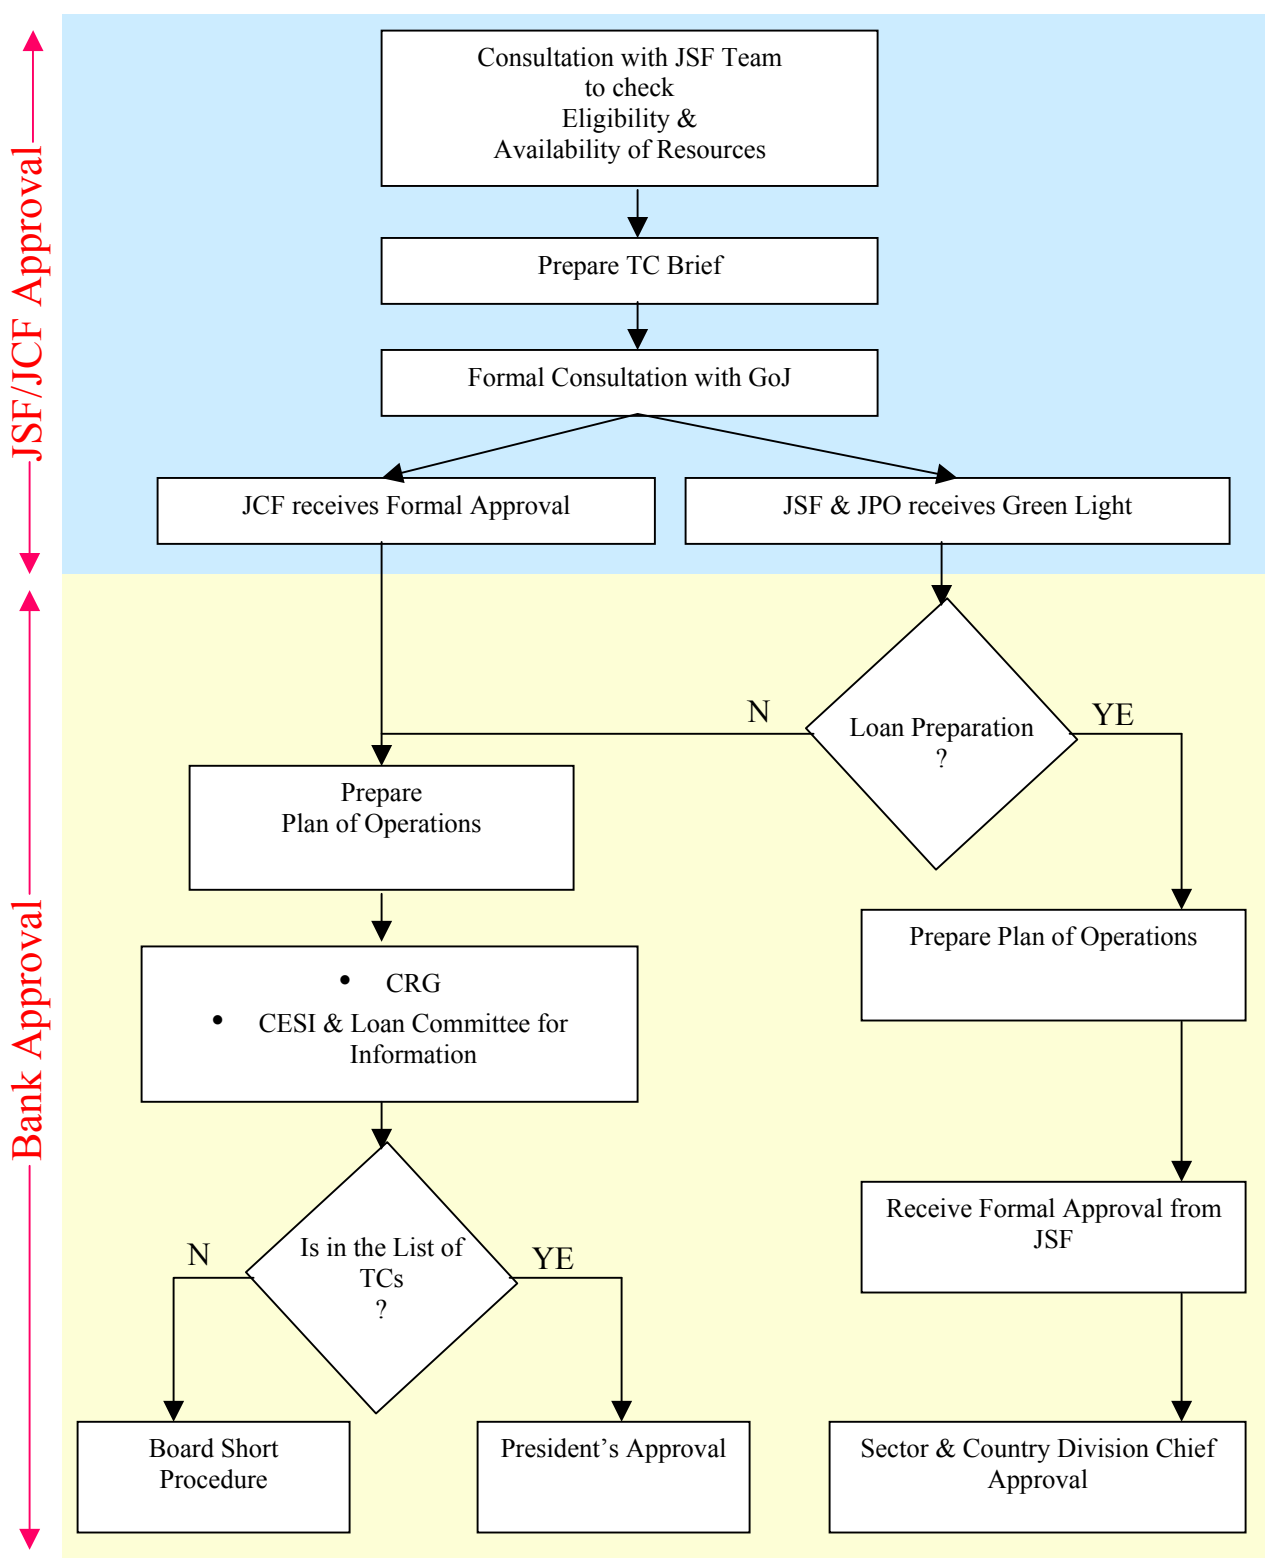 JSF/JCF Approval
Consultation with JSF Team
to check
Eligibility &
Availability of Resources
Prepare TC Brief
Formal Consultation with GoJ
JCF receives Formal Approval
JSF & JPO receives Green Light
Bank Approval
N
Loan Preparation
?
YE
Prepare
Plan of Operations
Prepare Plan of Operations
• CRG
• CESI & Loan Committee for
Information
Receive Formal Approval from
JSF
N
Is in the List of
TCs
?
YE
Board Short
Procedure
President’s Approval
Sector & Country Division Chief
Approval